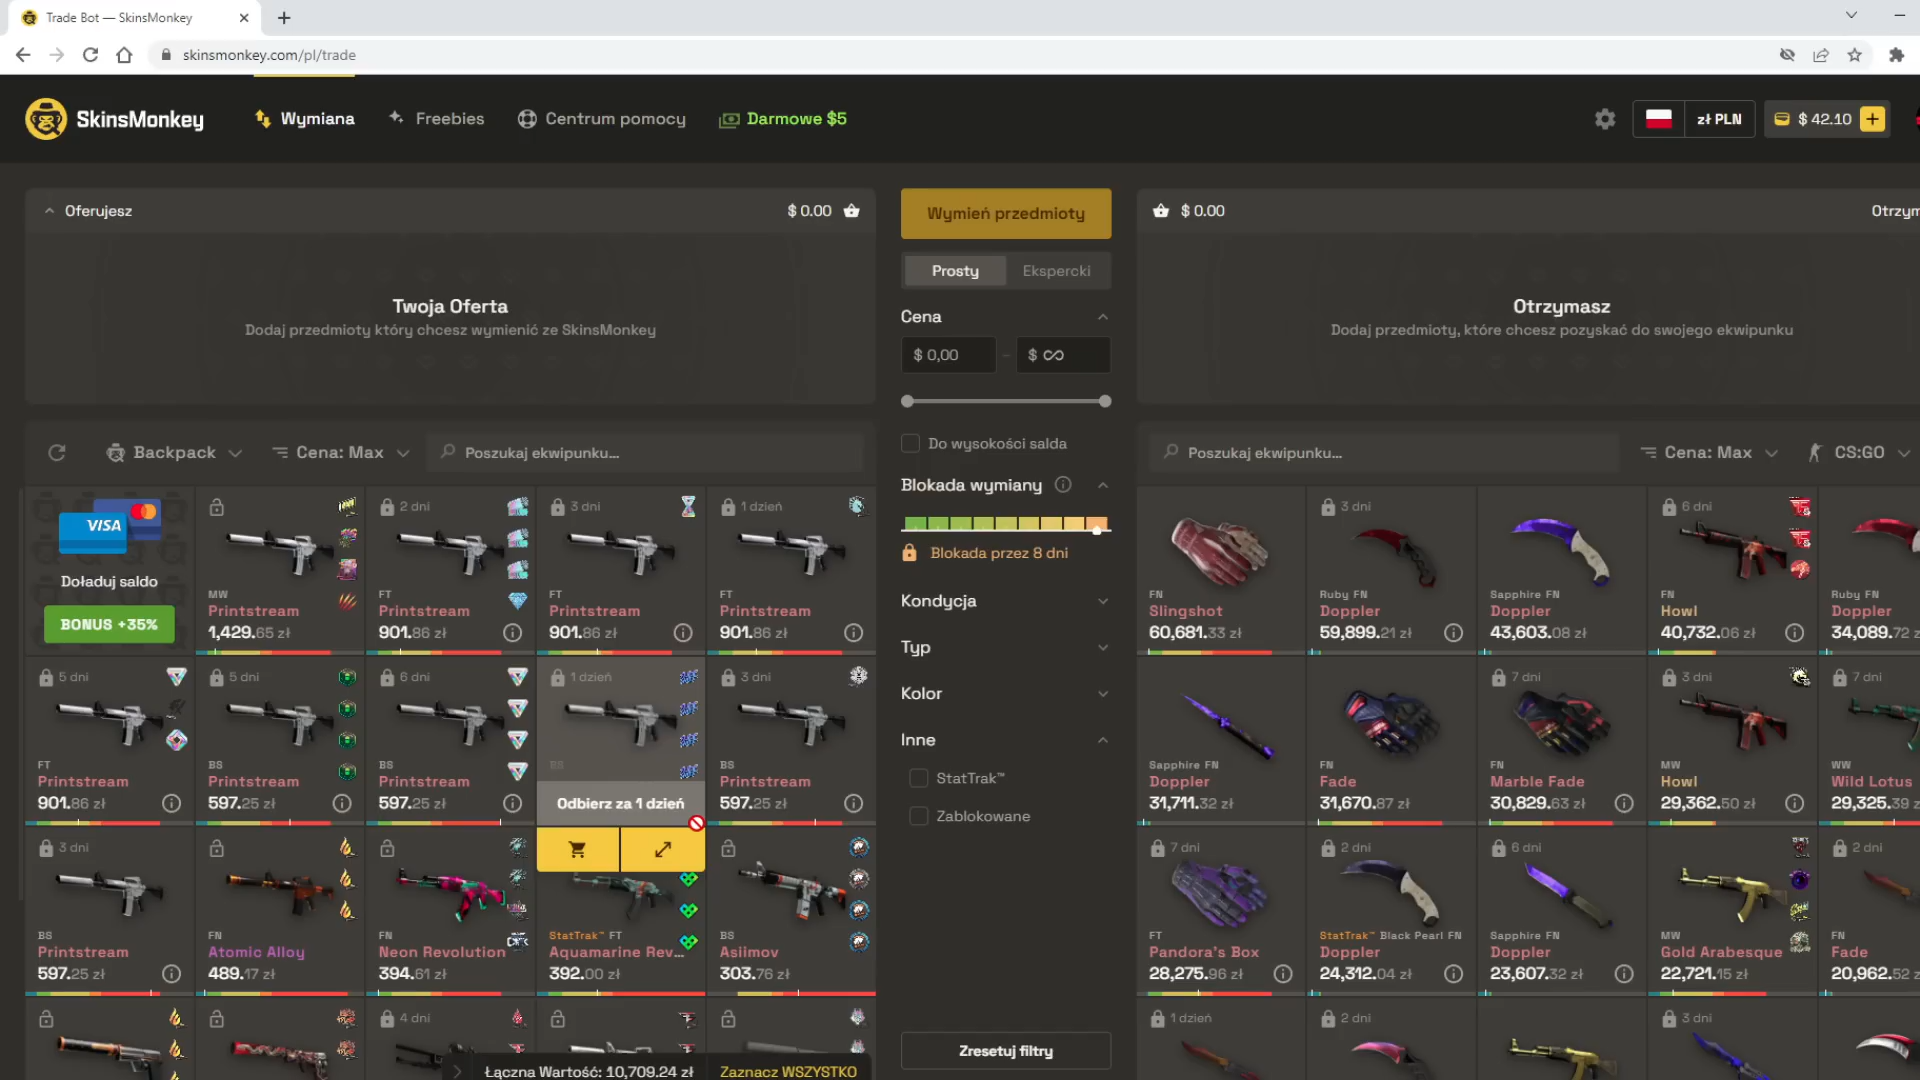 Trade Bot — SkinsMonkey
skinsmonkey.com/pl/trade
SkinsMonkey
Wymiana
Freebies
Centrum pomocy
Darmowe $5
zł PLN
$ 42.10
Oferujesz
$ 0.00
Twoja Oferta
Dodaj przedmioty który chcesz wymienić ze SkinsMonkey
Wymień przedmioty
Prosty
Ekspercki
Cena
$ 0,00
-
$ ∞
Do wysokości salda
Blokada wymiany
Blokada przez 8 dni
Kondycja
Typ
Kolor
Inne
StatTrak™
Zablokowane
Zresetuj filtry
$ 0.00
Otrzym
Otrzymasz
Dodaj przedmioty, które chcesz pozyskać do swojego ekwipunku
Backpack
Cena: Max
Poszukaj ekwipunku...
VISA
Doładuj saldo
BONUS +35%
MW
Printstream
1,429.65 zł
2 dni
FT
Printstream
901.86 zł
3 dni
FT
Printstream
901.86 zł
1 dzień
FT
Printstream
901.86 zł
5 dni
FT
Printstream
901.86 zł
5 dni
BS
Printstream
597.25 zł
6 dni
BS
Printstream
597.25 zł
1 dzień
BS
Odbierz za 1 dzień
3 dni
BS
Printstream
597.25 zł
3 dni
BS
Printstream
597.25 zł
FN
Atomic Alloy
489.17 zł
FN
Neon Revolution
394.61 zł
StatTrak™ FT
Aquamarine Rev...
392.00 zł
BS
Asiimov
303.76 zł
4 dni
Łączna Wartość: 10,709.24 zł
Zaznacz WSZYSTKO
Poszukaj ekwipunku...
Cena: Max
CS:GO
FN
Slingshot
60,681.33 zł
3 dni
Ruby FN
Doppler
59,899.21 zł
Sapphire FN
Doppler
43,603.08 zł
6 dni
FN
Howl
40,732.06 zł
Ruby FN
Doppler
34,089.72 z
Sapphire FN
Doppler
31,711.32 zł
FN
Fade
31,670.87 zł
7 dni
FN
Marble Fade
30,829.63 zł
3 dni
MW
Howl
29,362.50 zł
7 dni
WW
Wild Lotus
29,325.39 z
7 dni
FT
Pandora's Box
28,275.96 zł
2 dni
StatTrak™ Black Pearl FN
Doppler
24,312.04 zł
6 dni
Sapphire FN
Doppler
23,607.32 zł
MW
Gold Arabesque
22,721.15 zł
2 dni
FN
Fade
20,962.52 z
1 dzień
2 dni
3 dni